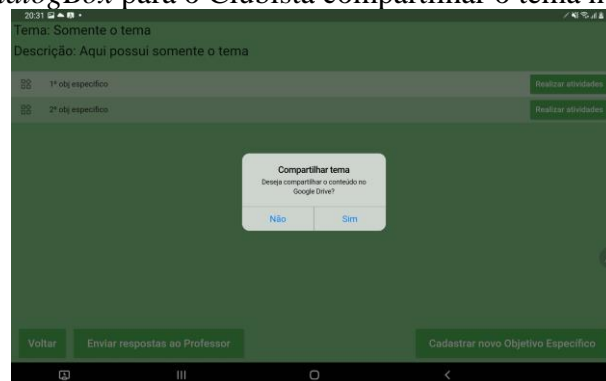 DialogBox para o Clubista compartilhar o tema
20:31
Tema: Somente o tema
Descrição: Aqui possui somente o tema
1º obj especifico
Realizar atividades
2º obj especifico
Realizar atividades
Compartilhar tema
Deseja compartilhar o conteúdo no
Google Drive?
Não
Sim
Voltar
Enviar respostas ao Professor
Cadastrar novo Objetivo Específico